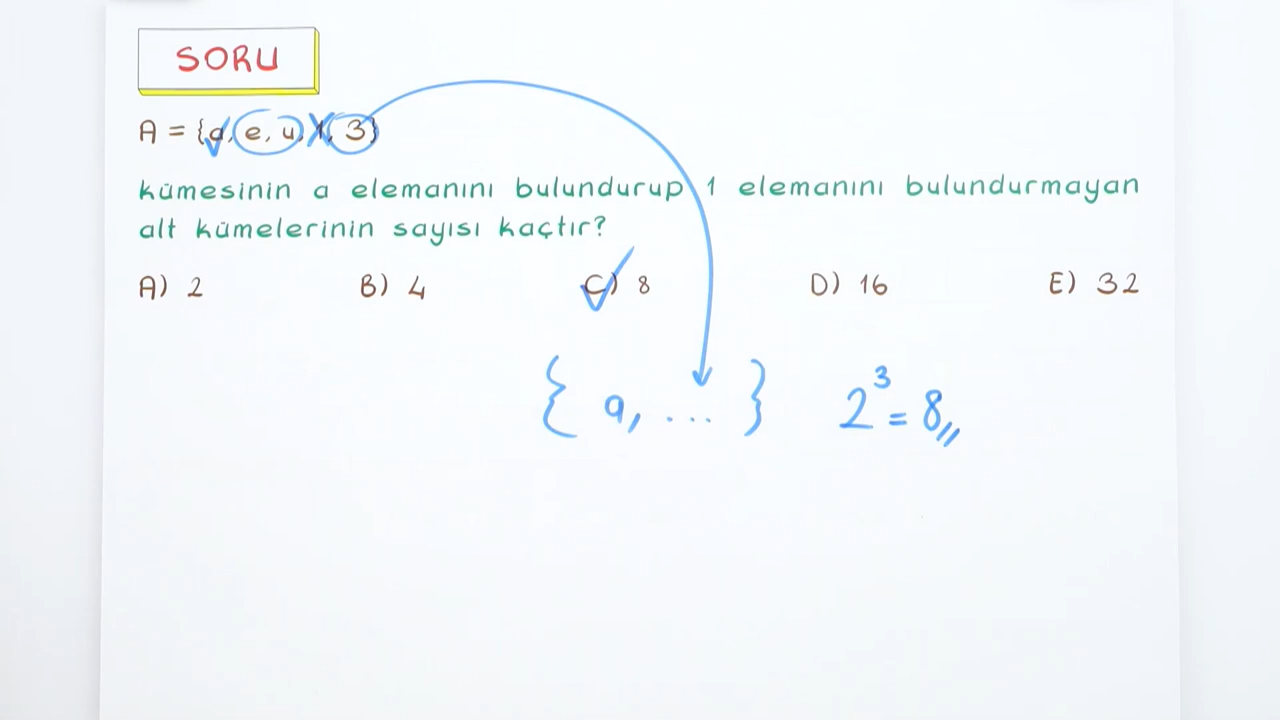 SORU
A = {a, e, u, 1, 3}
kümesinin a elemanını bulundurup 1 elemanını bulundurmayan
alt kümelerinin sayısı kaçtır?
A) 2 B) 4 C) 8 D) 16 E) 32
{ a, ... } 2³ = 8,,